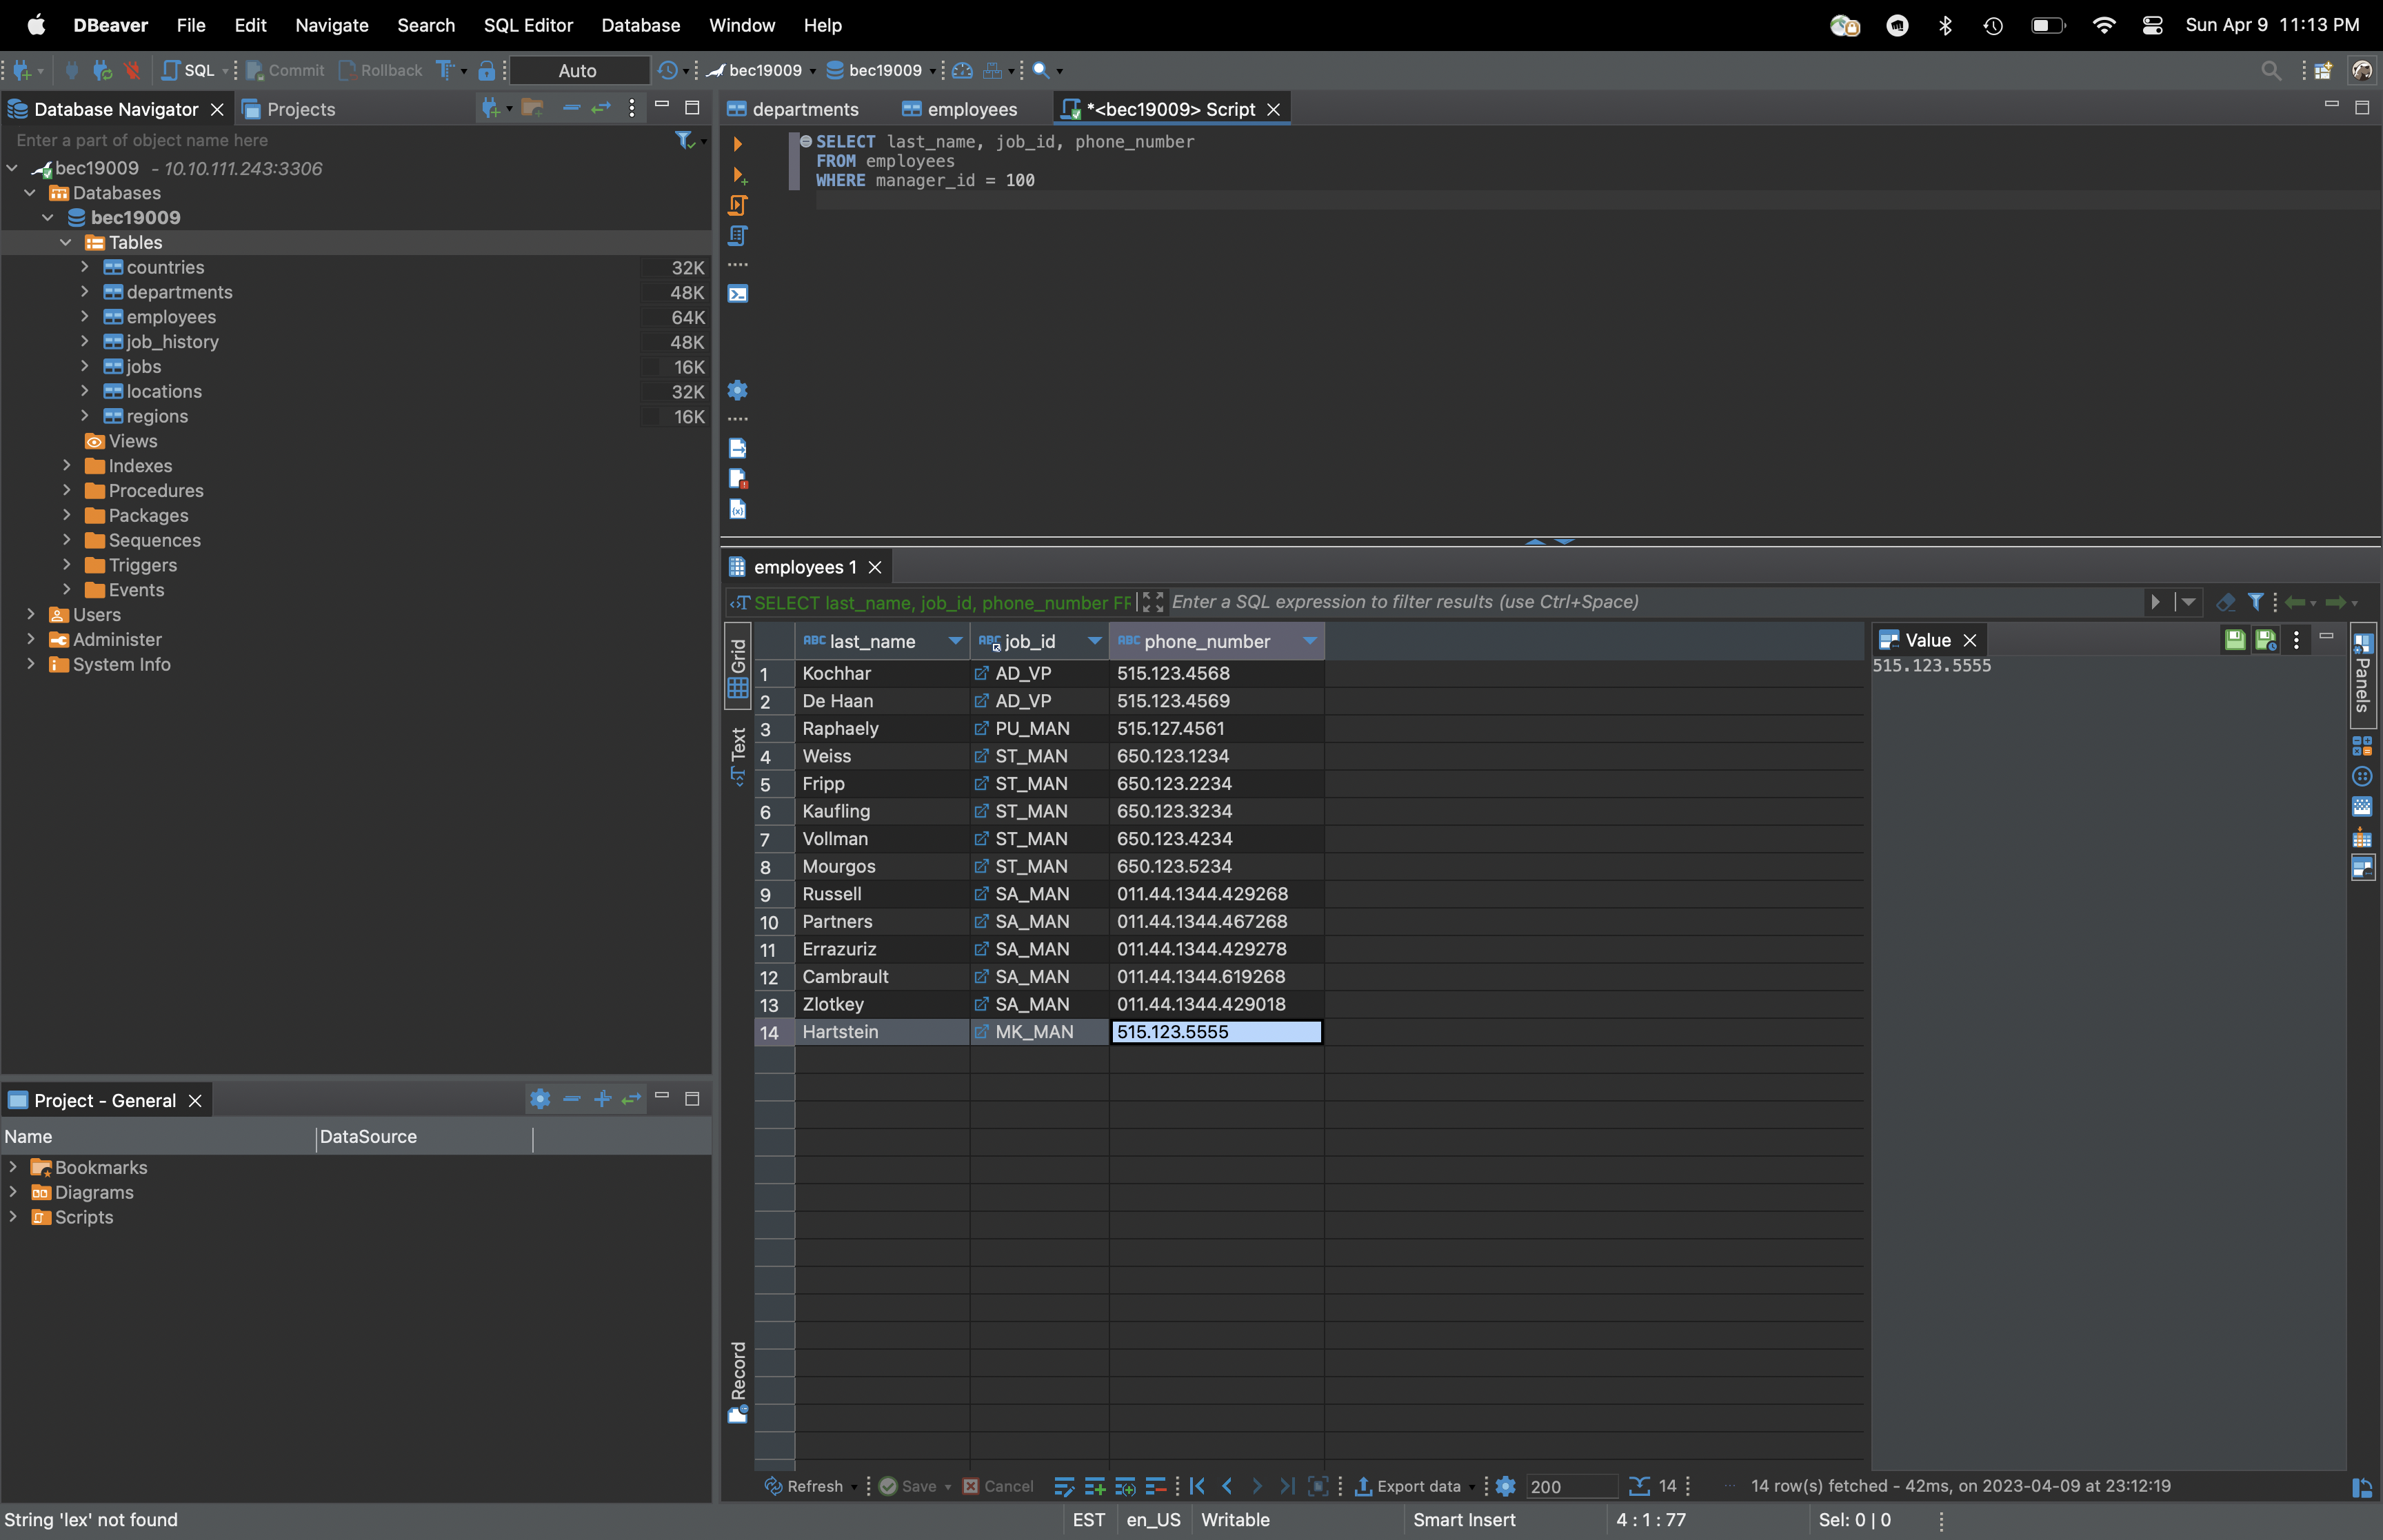 DBeaver File Edit Navigate Search SQL Editor Database Window Help Sun Apr 9 11:13 PM
SQL Commit Rollback Auto bec19009 bec19009
Database Navigator Projects
departments employees *<bec19009> Script
Enter a part of object name here
bec19009 - 10.10.111.243:3306
Databases
bec19009
Tables
countries 32K
departments 48K
employees 64K
job_history 48K
jobs 16K
locations 32K
regions 16K
Views
Indexes
Procedures
Packages
Sequences
Triggers
Events
Users
Administer
System Info
SELECT last_name, job_id, phone_number
FROM employees
WHERE manager_id = 100
employees 1
SELECT last_name, job_id, phone_number FF Enter a SQL expression to filter results (use Ctrl+Space)
Grid
Text
Record
ABC last_name ABC job_id ABC phone_number
1 Kochhar AD_VP 515.123.4568
2 De Haan AD_VP 515.123.4569
3 Raphaely PU_MAN 515.127.4561
4 Weiss ST_MAN 650.123.1234
5 Fripp ST_MAN 650.123.2234
6 Kaufling ST_MAN 650.123.3234
7 Vollman ST_MAN 650.123.4234
8 Mourgos ST_MAN 650.123.5234
9 Russell SA_MAN 011.44.1344.429268
10 Partners SA_MAN 011.44.1344.467268
11 Errazuriz SA_MAN 011.44.1344.429278
12 Cambrault SA_MAN 011.44.1344.619268
13 Zlotkey SA_MAN 011.44.1344.429018
14 Hartstein MK_MAN 515.123.5555
Value
515.123.5555
Panels
Project - General
Name DataSource
Bookmarks
Diagrams
Scripts
Refresh Save Cancel Export data 200 14 14 row(s) fetched - 42ms, on 2023-04-09 at 23:12:19
String 'lex' not found EST en_US Writable Smart Insert 4 : 1 : 77 Sel: 0 | 0